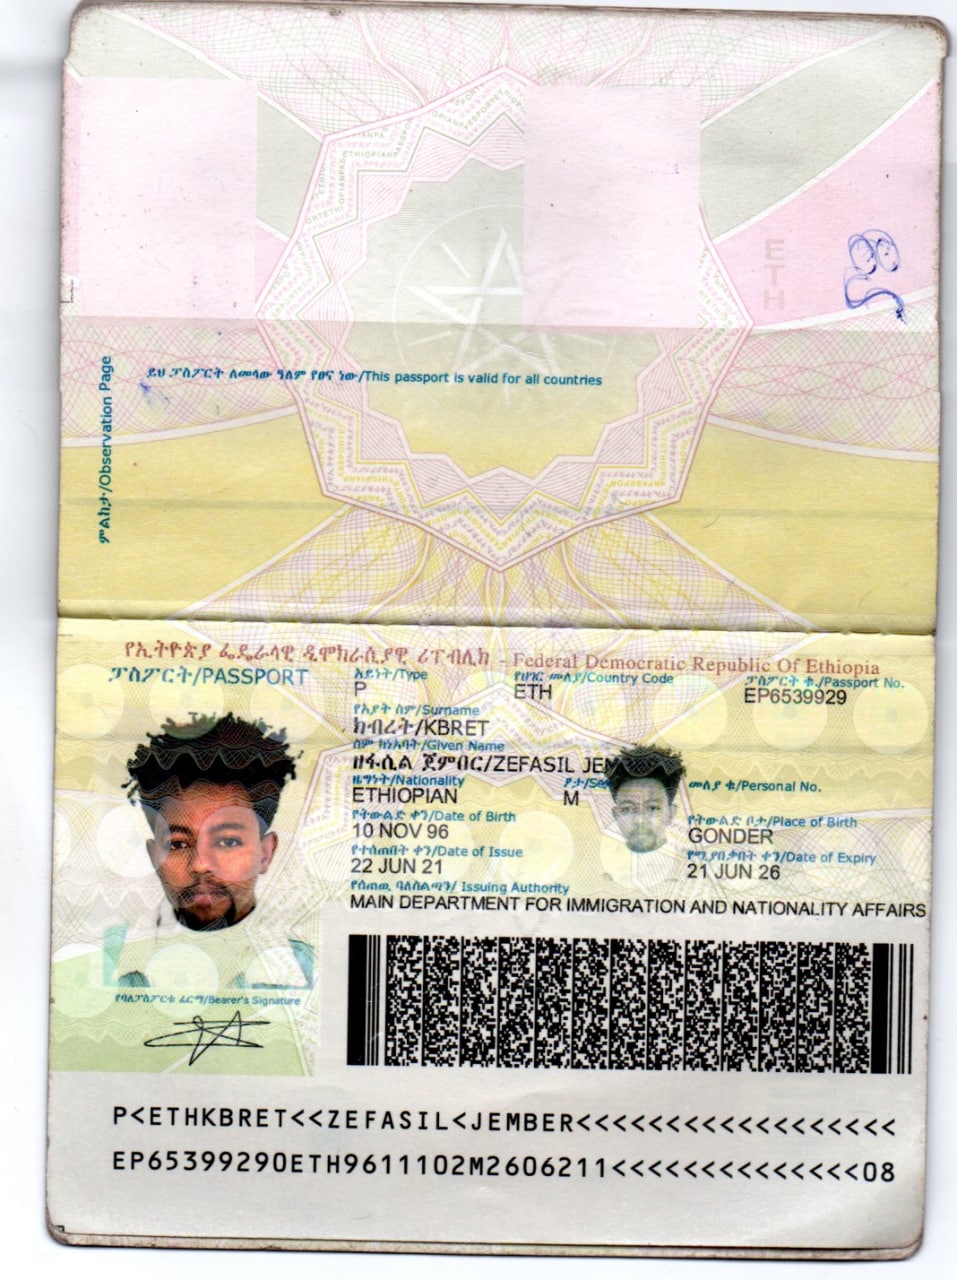 ETH
ይህ ፓስፖርት ለመላው ዓለም የፀና ነው/This passport is valid for all countries
ምልከታ/Observation Page
የኢትዮጵያ ፌዴራላዊ ዲሞክራሲያዊ ሪፐብሊክ - Federal Democratic Republic Of Ethiopia
ፓስፖርት/PASSPORT
አይነት/Type
የሀገር መለያ/Country Code
ፓስፖርት ቁ./Passport No.
P
ETH
EP6539929
የአያት ስም/Surname
ክብረት/KBRET
ስም ከነአባት/Given Name
ዘፋሲል ጀምበር/ZEFASIL JEM
ዜግነት/Nationality
መለያ ቁ/Personal No.
ETHIOPIAN
M
የትውልድ ቀን/Date of Birth
የትውልድ ቦታ/Place of Birth
10 NOV 96
GONDER
የተሰጠበት ቀን/Date of Issue
የሚያበቃበት ቀን/Date of Expiry
22 JUN 21
21 JUN 26
የሰጠዉ ባለስልጣን/ Issuing Authority
MAIN DEPARTMENT FOR IMMIGRATION AND NATIONALITY AFFAIRS
የባለፓስፖርቱ ፊርማ/Bearer's Signature
P<ETHKBRET<<ZEFASIL<JEMBER<<<<<<<<<<<<<<<<<<
EP65399290ETH9611102M2606211<<<<<<<<<<<<<<08